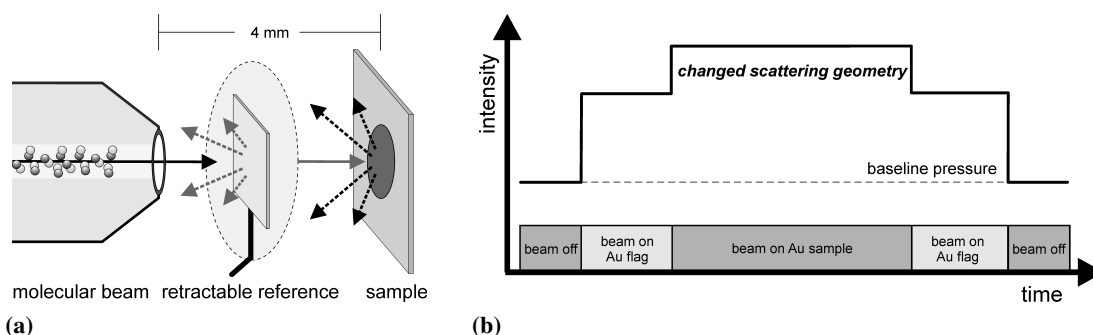 4 mm
molecular beam
retractable reference
sample
(a)
intensity
changed scattering geometry
baseline pressure
beam off
beam on
Au flag
beam on Au sample
beam on
Au flag
beam off
time
(b)